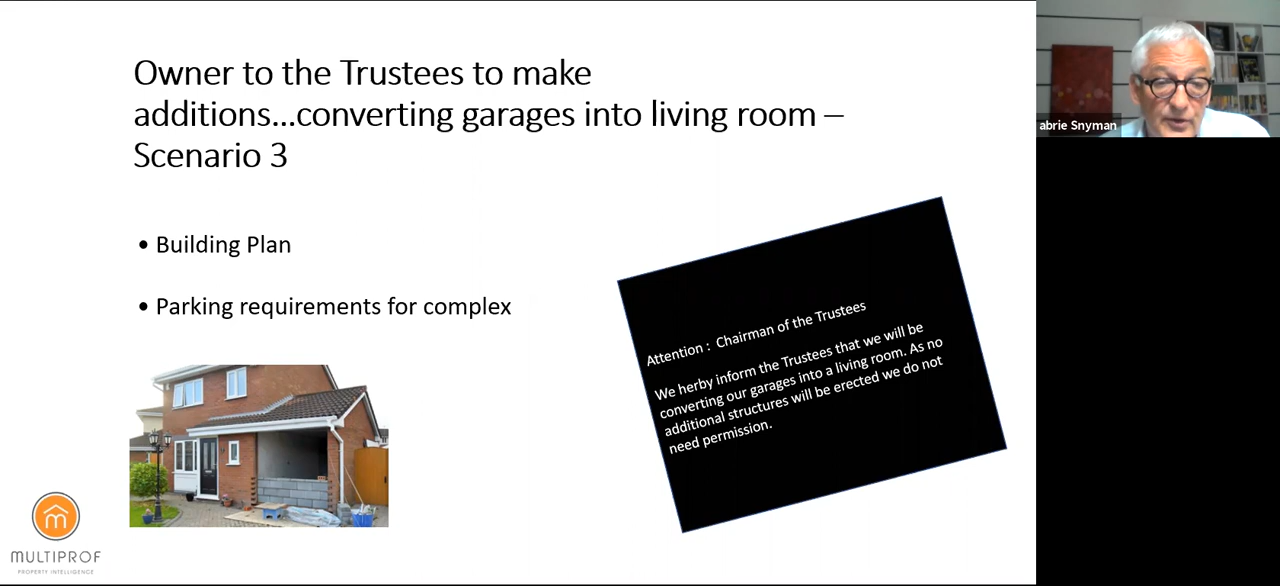 Owner to the Trustees to make
additions...converting garages into living room –
Scenario 3
• Building Plan
• Parking requirements for complex
Attention : Chairman of the Trustees
We herby inform the Trustees that we will be
converting our garages into a living room. As no
additional structures will be erected we do not
need permission.
MULTIPROF
PROPERTY INTELLIGENCE
abrie Snyman